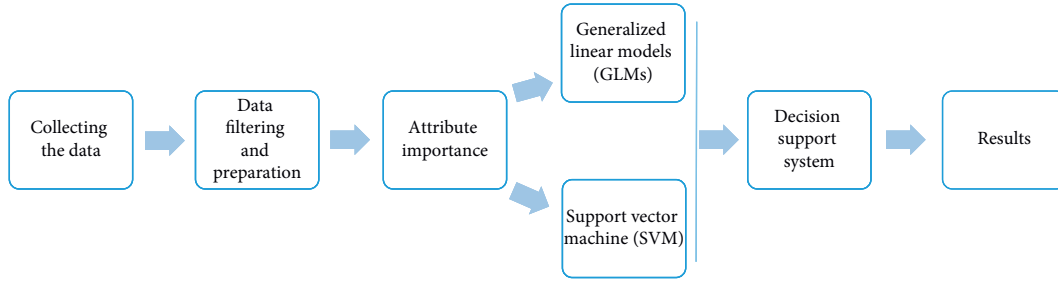 Collecting
the data
Data
filtering
and
preparation
Attribute
importance
Generalized
linear models
(GLMs)
Support vector
machine (SVM)
Decision
support
system
Results